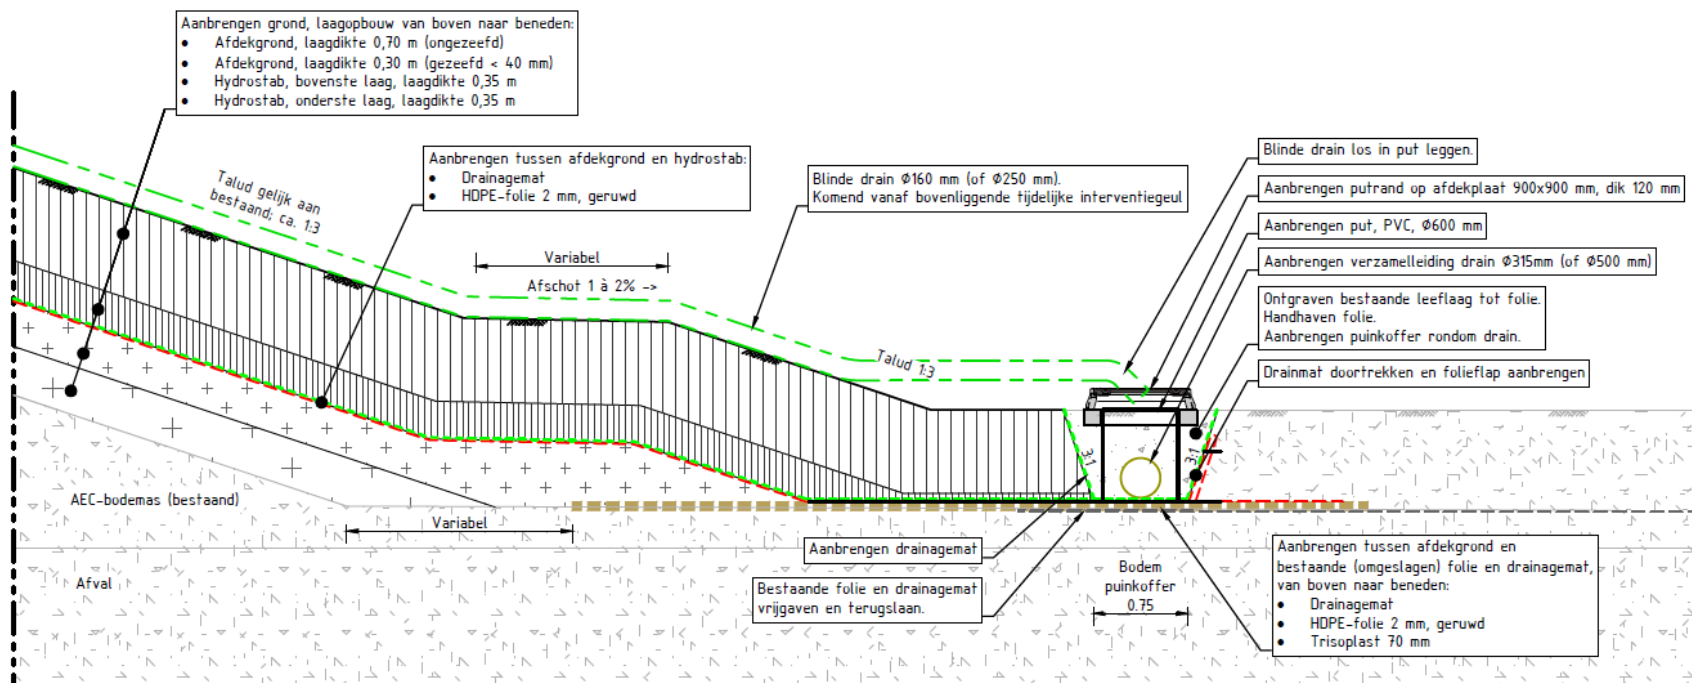 Aanbrengen grond, laagopbouw van boven naar beneden:
• Afdekgrond, laagdikte 0,70 m (ongezeefd)
• Afdekgrond, laagdikte 0,30 m (gezeefd < 40 mm)
• Hydrostab, bovenste laag, laagdikte 0,35 m
• Hydrostab, onderste laag, laagdikte 0,35 m
Talud gelijk aan
bestaand; ca. 1:3
Aanbrengen tussen afdekgrond en hydrostab:
• Drainagemat
• HDPE-folie 2 mm, geruwd
Variabel
Afschot 1 à 2% ->
Blinde drain Ø160 mm (of Ø250 mm).
Komend vanaf bovenliggende tijdelijke interventiegeul
Talud 1:3
Blinde drain los in put leggen.
Aanbrengen putrand op afdekplaat 900x900 mm, dik 120 mm
Aanbrengen put, PVC, Ø600 mm
Aanbrengen verzamelleiding drain Ø315mm (of Ø500 mm)
Ontgraven bestaande leeflaag tot folie.
Handhaven folie.
Aanbrengen puinkoffer rondom drain.
Drainmat doortrekken en folieflap aanbrengen
3:1
3:1
AEC-bodemas (bestaand)
Variabel
Afval
Aanbrengen drainagemat
Bestaande folie en drainagemat
vrijgaven en terugslaan.
Bodem
puinkoffer
0.75
Aanbrengen tussen afdekgrond en
bestaande (omgeslagen) folie en drainagemat,
van boven naar beneden:
• Drainagemat
• HDPE-folie 2 mm, geruwd
• Trisoplast 70 mm